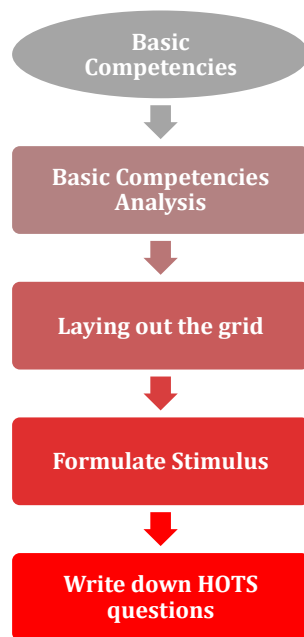 Basic
Competencies
Basic Competencies
Analysis
Laying out the grid
Formulate Stimulus
Write down HOTS
questions